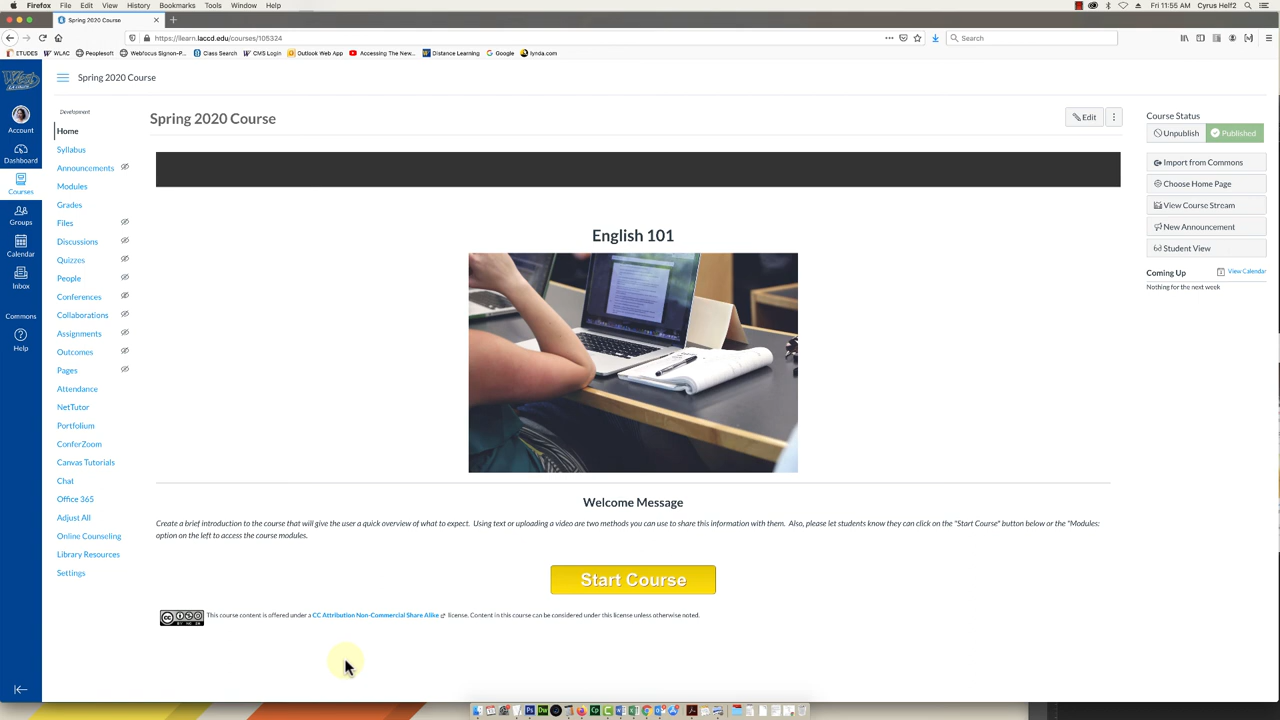 Firefox File Edit View History Bookmarks Tools Window Help Fri 11:55 AM Cyrus Helf2
Spring 2020 Course
https://ilearn.laccd.edu/courses/105324 Search
ETUDES WLAC Peoplesoft Webfocus Signon-P... Class Search CMS Login Outlook Web App Accessing The New... Distance Learning Google lynda.com
Spring 2020 Course
Account
Dashboard
Courses
Groups
Calendar
Inbox
Commons
Help
Development
Home
Syllabus
Announcements
Modules
Grades
Files
Discussions
Quizzes
People
Conferences
Collaborations
Assignments
Outcomes
Pages
Attendance
NetTutor
Portfolium
ConferZoom
Canvas Tutorials
Chat
Office 365
Adjust All
Online Counseling
Library Resources
Settings
Spring 2020 Course
Edit
English 101
Welcome Message
Create a brief introduction to the course that will give the user a quick overview of what to expect. Using text or uploading a video are two methods you can use to share this information with them. Also, please let students know they can click on the "Start Course" button below or the "Modules:
option on the left to access the course modules.
Start Course
This course content is offered under a CC Attribution Non-Commercial Share Alike license. Content in this course can be considered under this license unless otherwise noted.
Course Status
Unpublish Published
Import from Commons
Choose Home Page
View Course Stream
New Announcement
Student View
Coming Up View Calendar
Nothing for the next week